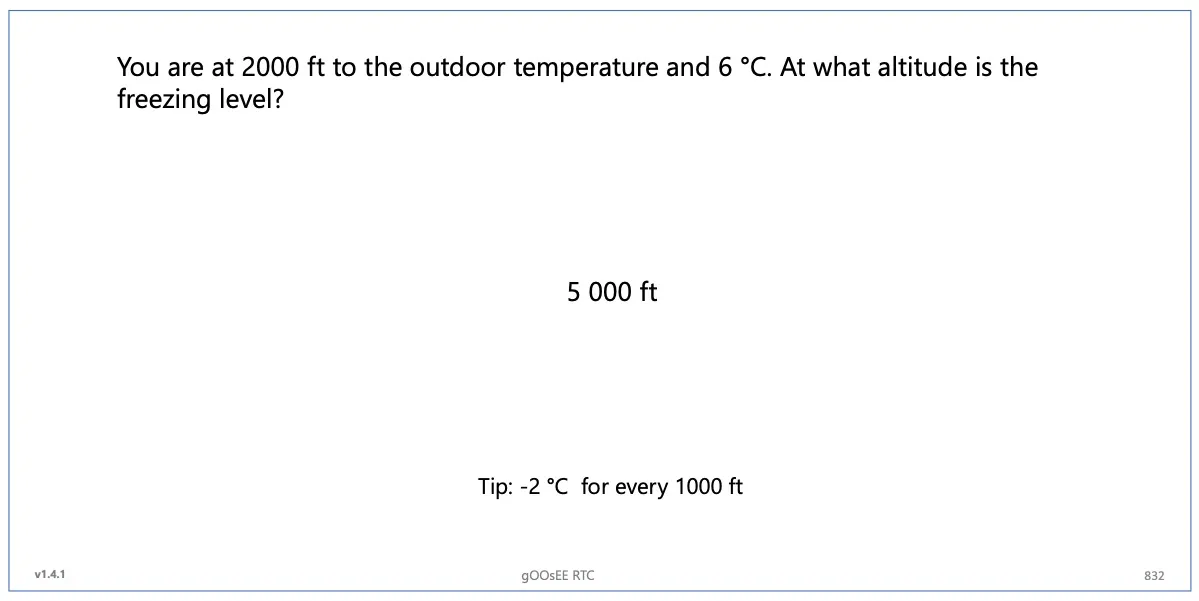 You are at 2000 ft to the outdoor temperature and 6 °C. At what altitude is the
freezing level?
5 000 ft
Tip: -2 °C  for every 1000 ft
v1.4.1
gOOsEE RTC
832